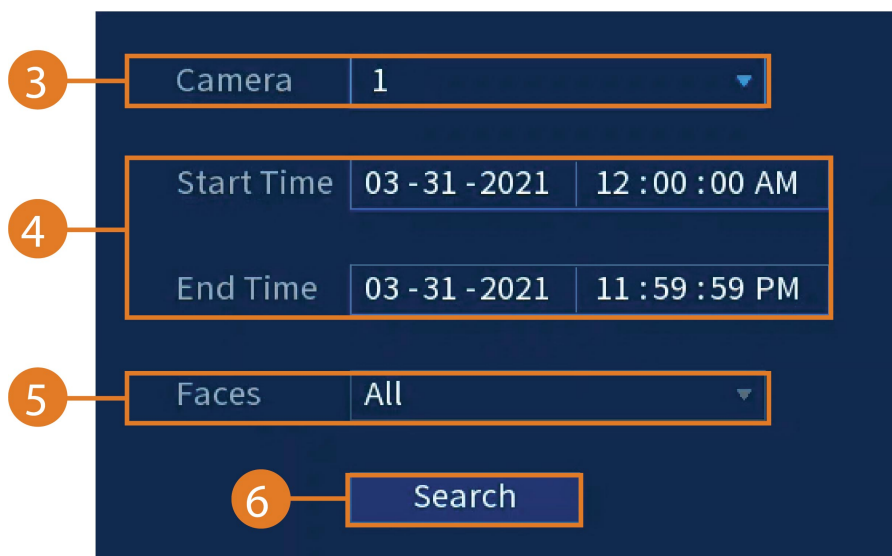 3 Camera 1
4 Start Time 03 - 31 - 2021 12 : 00 : 00 AM
End Time 03 - 31 - 2021 11 : 59 : 59 PM
5 Faces All
6 Search